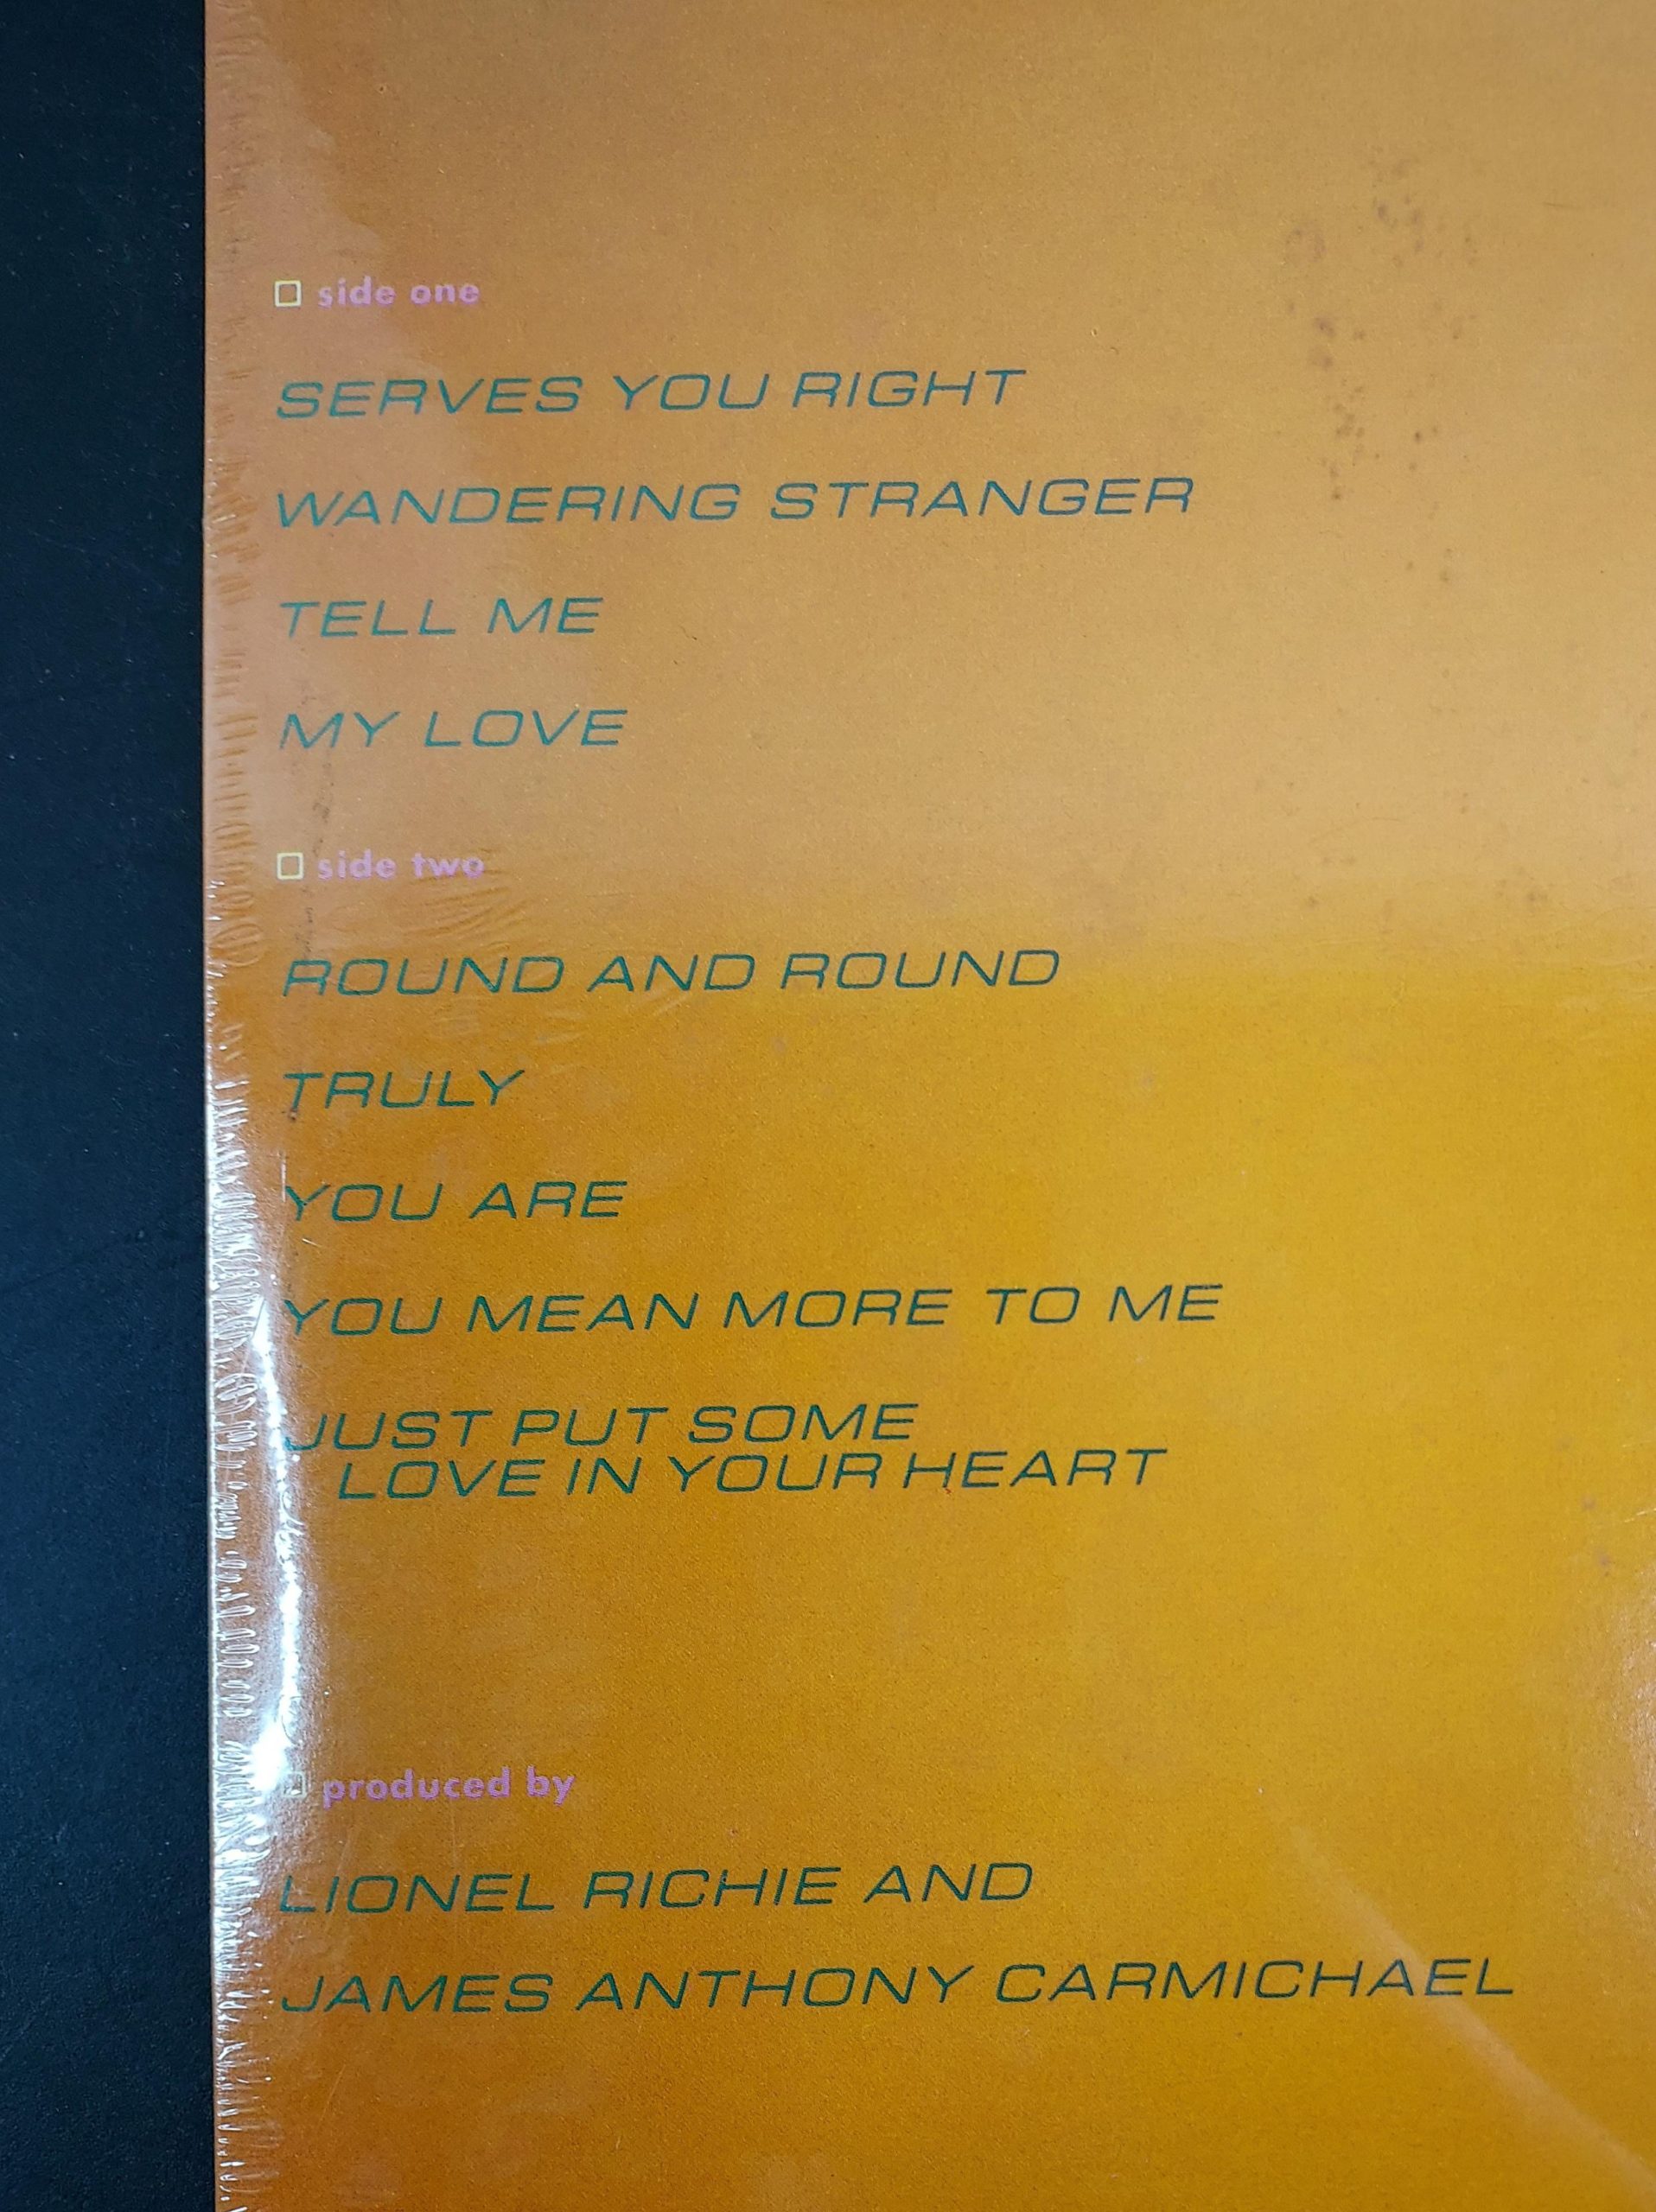 side one
SERVES YOU RIGHT
WANDERING STRANGER
TELL ME
MY LOVE
side two
ROUND AND ROUND
TRULY
YOU ARE
YOU MEAN MORE TO ME
JUST PUT SOME
LOVE IN YOUR HEART
produced by
LIONEL RICHIE AND
JAMES ANTHONY CARMICHAEL